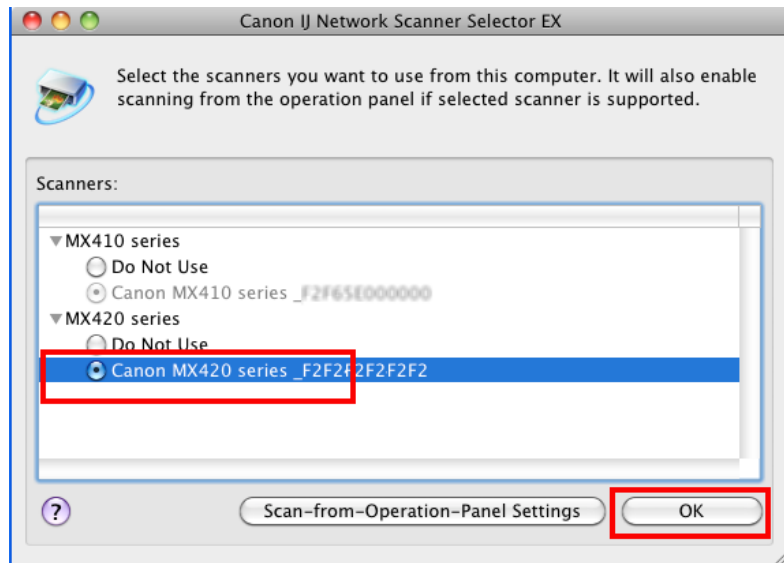 Canon IJ Network Scanner Selector EX
Select the scanners you want to use from this computer. It will also enable
scanning from the operation panel if selected scanner is supported.
Scanners:
MX410 series
Do Not Use
Canon MX410 series
MX420 series
Do Not Use
Canon MX420 series _F2F2F2F2F2F2
?
Scan-from-Operation-Panel Settings
OK